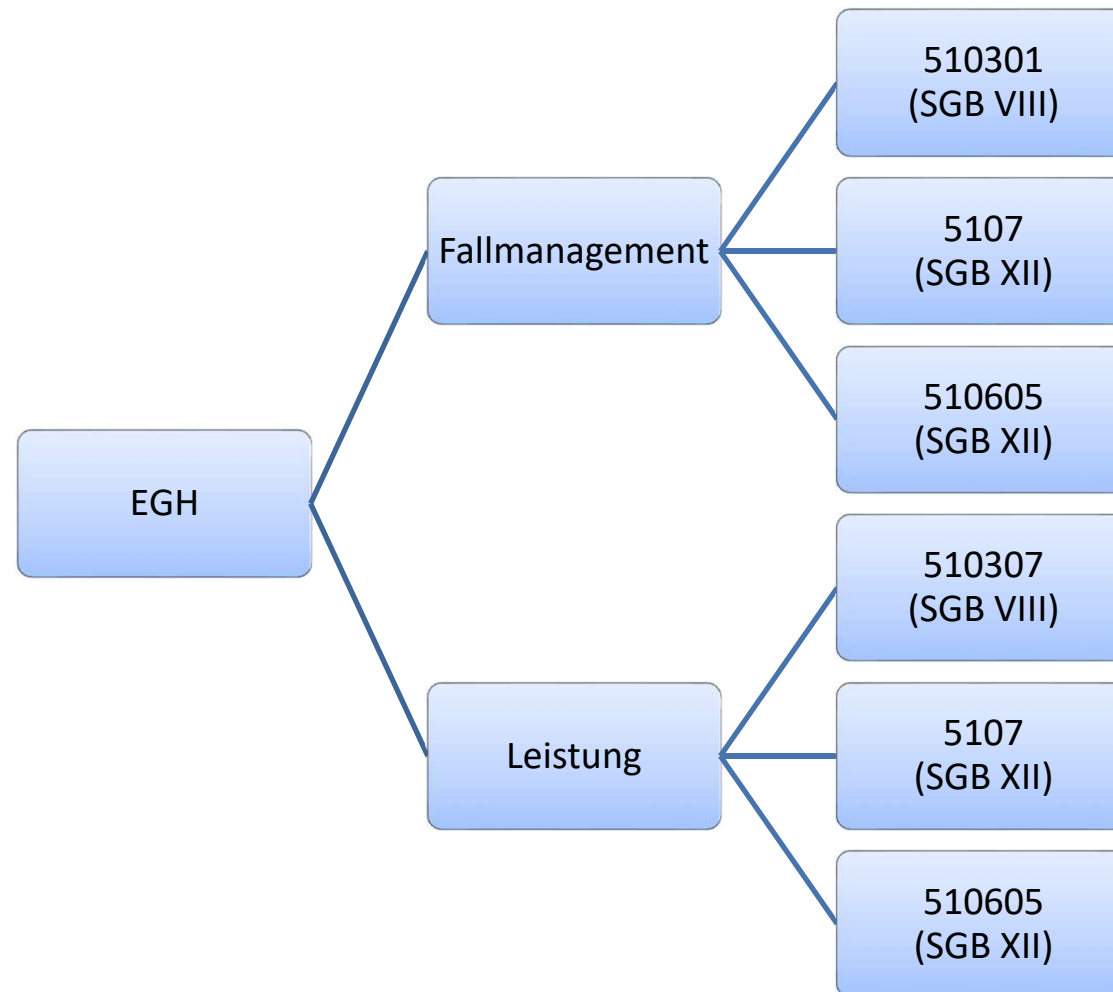 510301
(SGB VIII)
Fallmanagement
5107
(SGB XII)
510605
(SGB XII)
EGH
510307
(SGB VIII)
Leistung
5107
(SGB XII)
510605
(SGB XII)